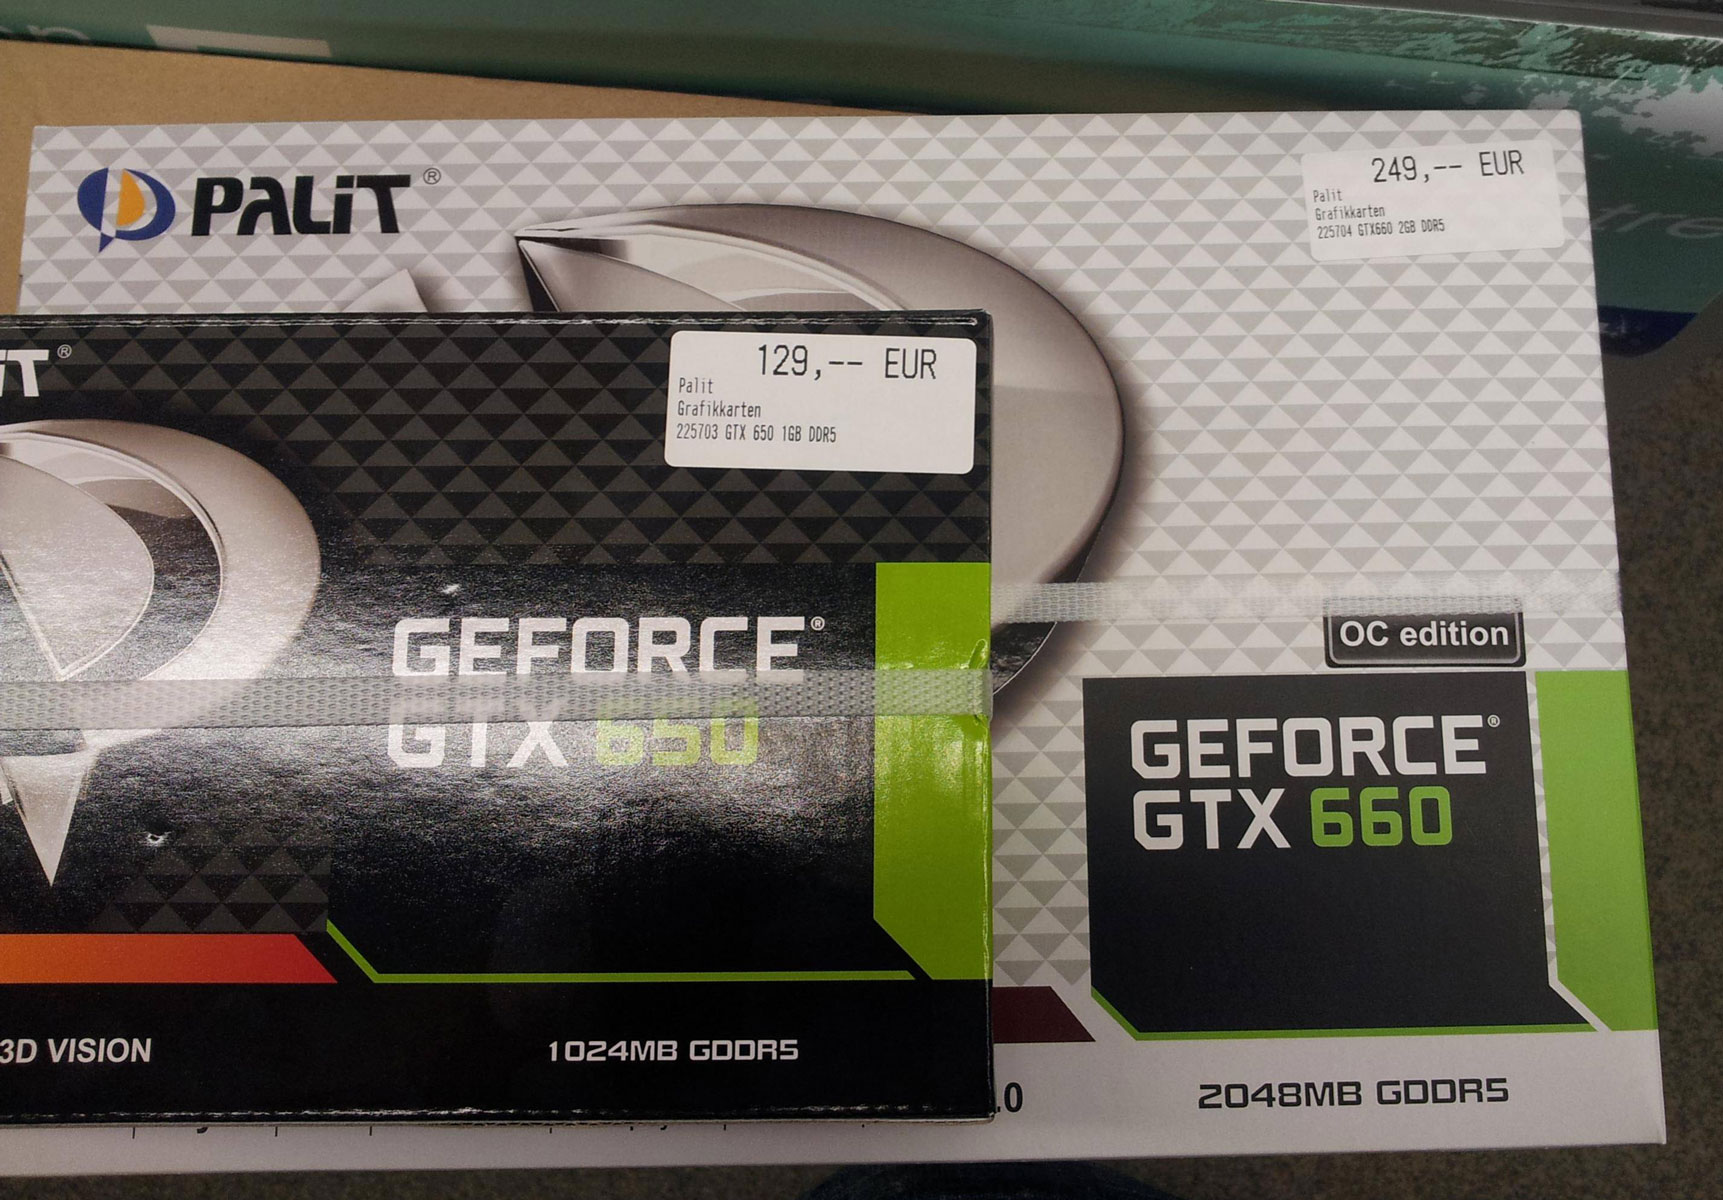 PALiT®
249,-- EUR
Palit
Grafikkarten
225704 GTX660 2GB DDR5
®
129,-- EUR
Palit
Grafikkarten
225703 GTX 650 1GB DDR5
GEFORCE®
GTX 650
OC edition
GEFORCE®
GTX 660
3D VISION
1024MB GDDR5
.0
2048MB GDDR5